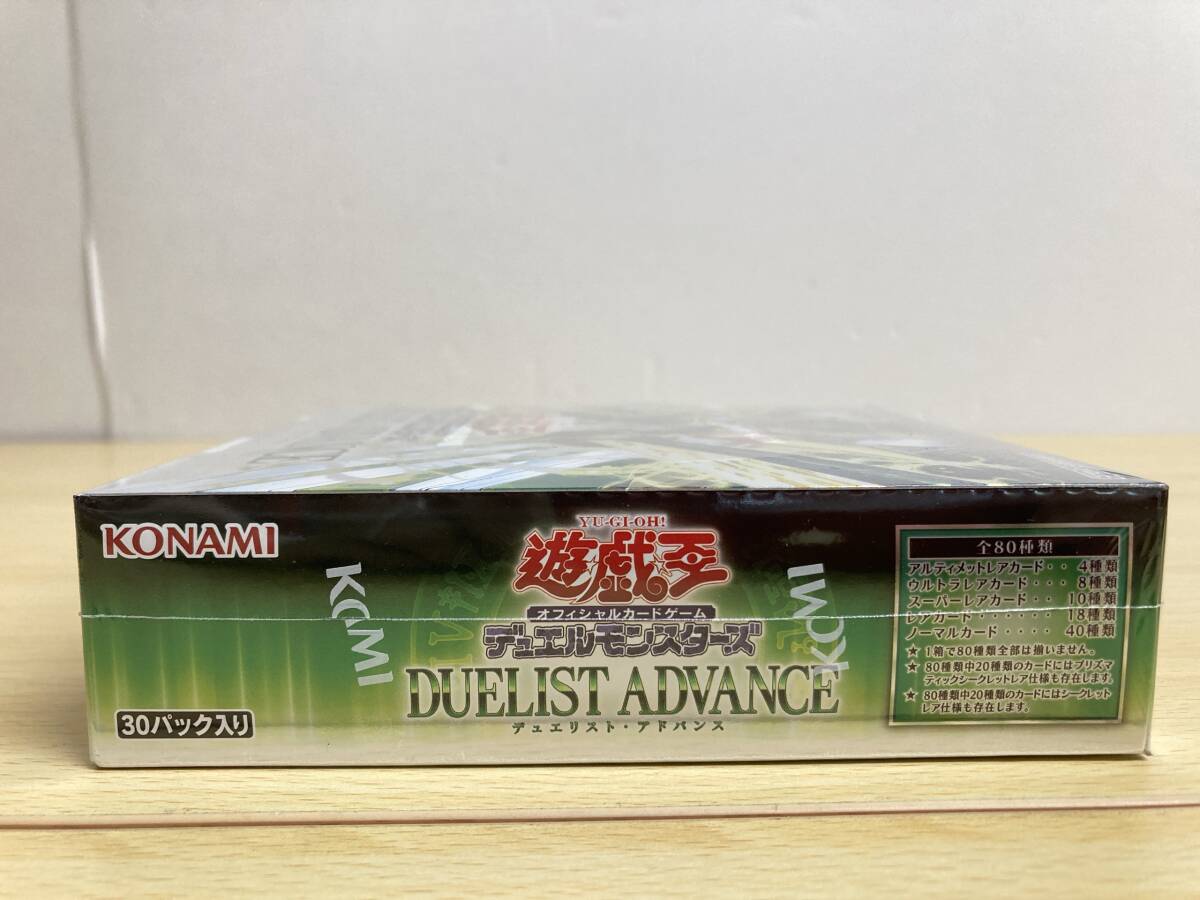 KONAMI
YU-GI-OH!
遊☆戯☆王
オフィシャルカードゲーム
デュエルモンスターズ
DUELIST ADVANCE
デュエリスト・アドバンス
30パック入り
KONAMI
KONAMI
全80種類
アルティメットレアカード・・4種類
ウルトラレアカード・・・8種類
スーパーレアカード・・10種類
レアカード・・・・・・18種類
ノーマルカード・・・・・40種類
★1箱で80種類全部は揃いません。
★80種類中20種類のカードにはプリズマ
ティックシークレットレア仕様も存在します。
★80種類中20種類のカードにはシークレット
レア仕様も存在します。